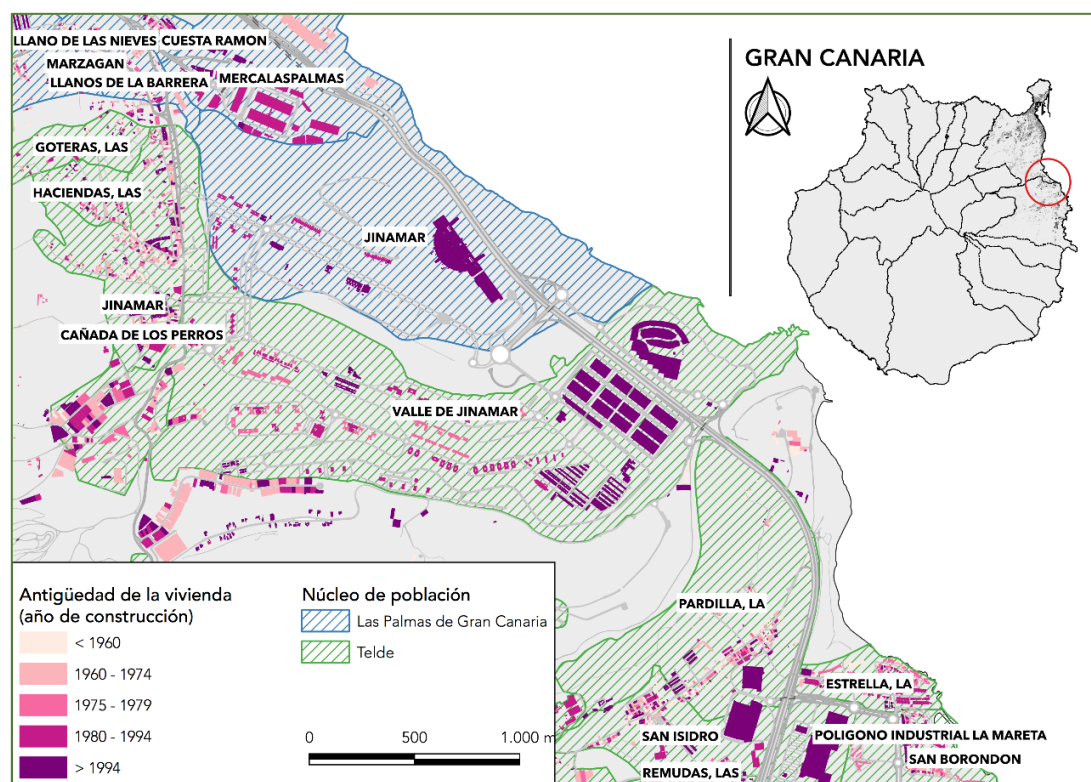 LLANO DE LAS NIEVES
CUESTA RAMON
MARZAGAN
LLANOS DE LA BARRERA
MERCALASPALMAS
GOTERAS, LAS
HACIENDAS, LAS
JINAMAR
JINAMAR
CAÑADA DE LOS PERROS
VALLE DE JINAMAR
PARDILLA, LA
ESTRELLA, LA
SAN ISIDRO
POLIGONO INDUSTRIAL LA MARETA
SAN BORONDON
REMUDAS, LAS
GRAN CANARIA
Antigüedad de la vivienda
(año de construcción)
< 1960
1960 - 1974
1975 - 1979
1980 - 1994
> 1994
Núcleo de población
Las Palmas de Gran Canaria
Telde
0 500 1.000 m